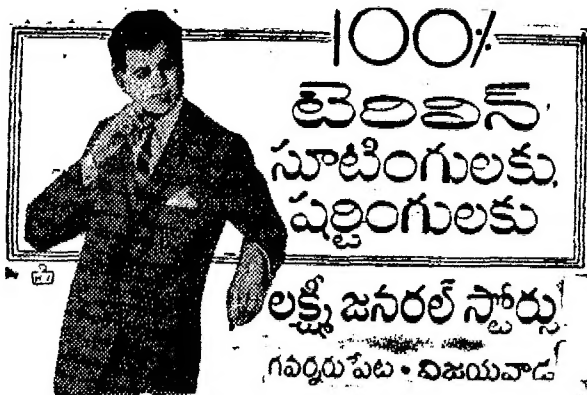 100%
'టెరిలిన్'
సూటింగులకు,
షర్టింగులకు
లక్ష్మీ జనరల్ స్టోర్సు
గవర్నరుపేట • విజయవాడ